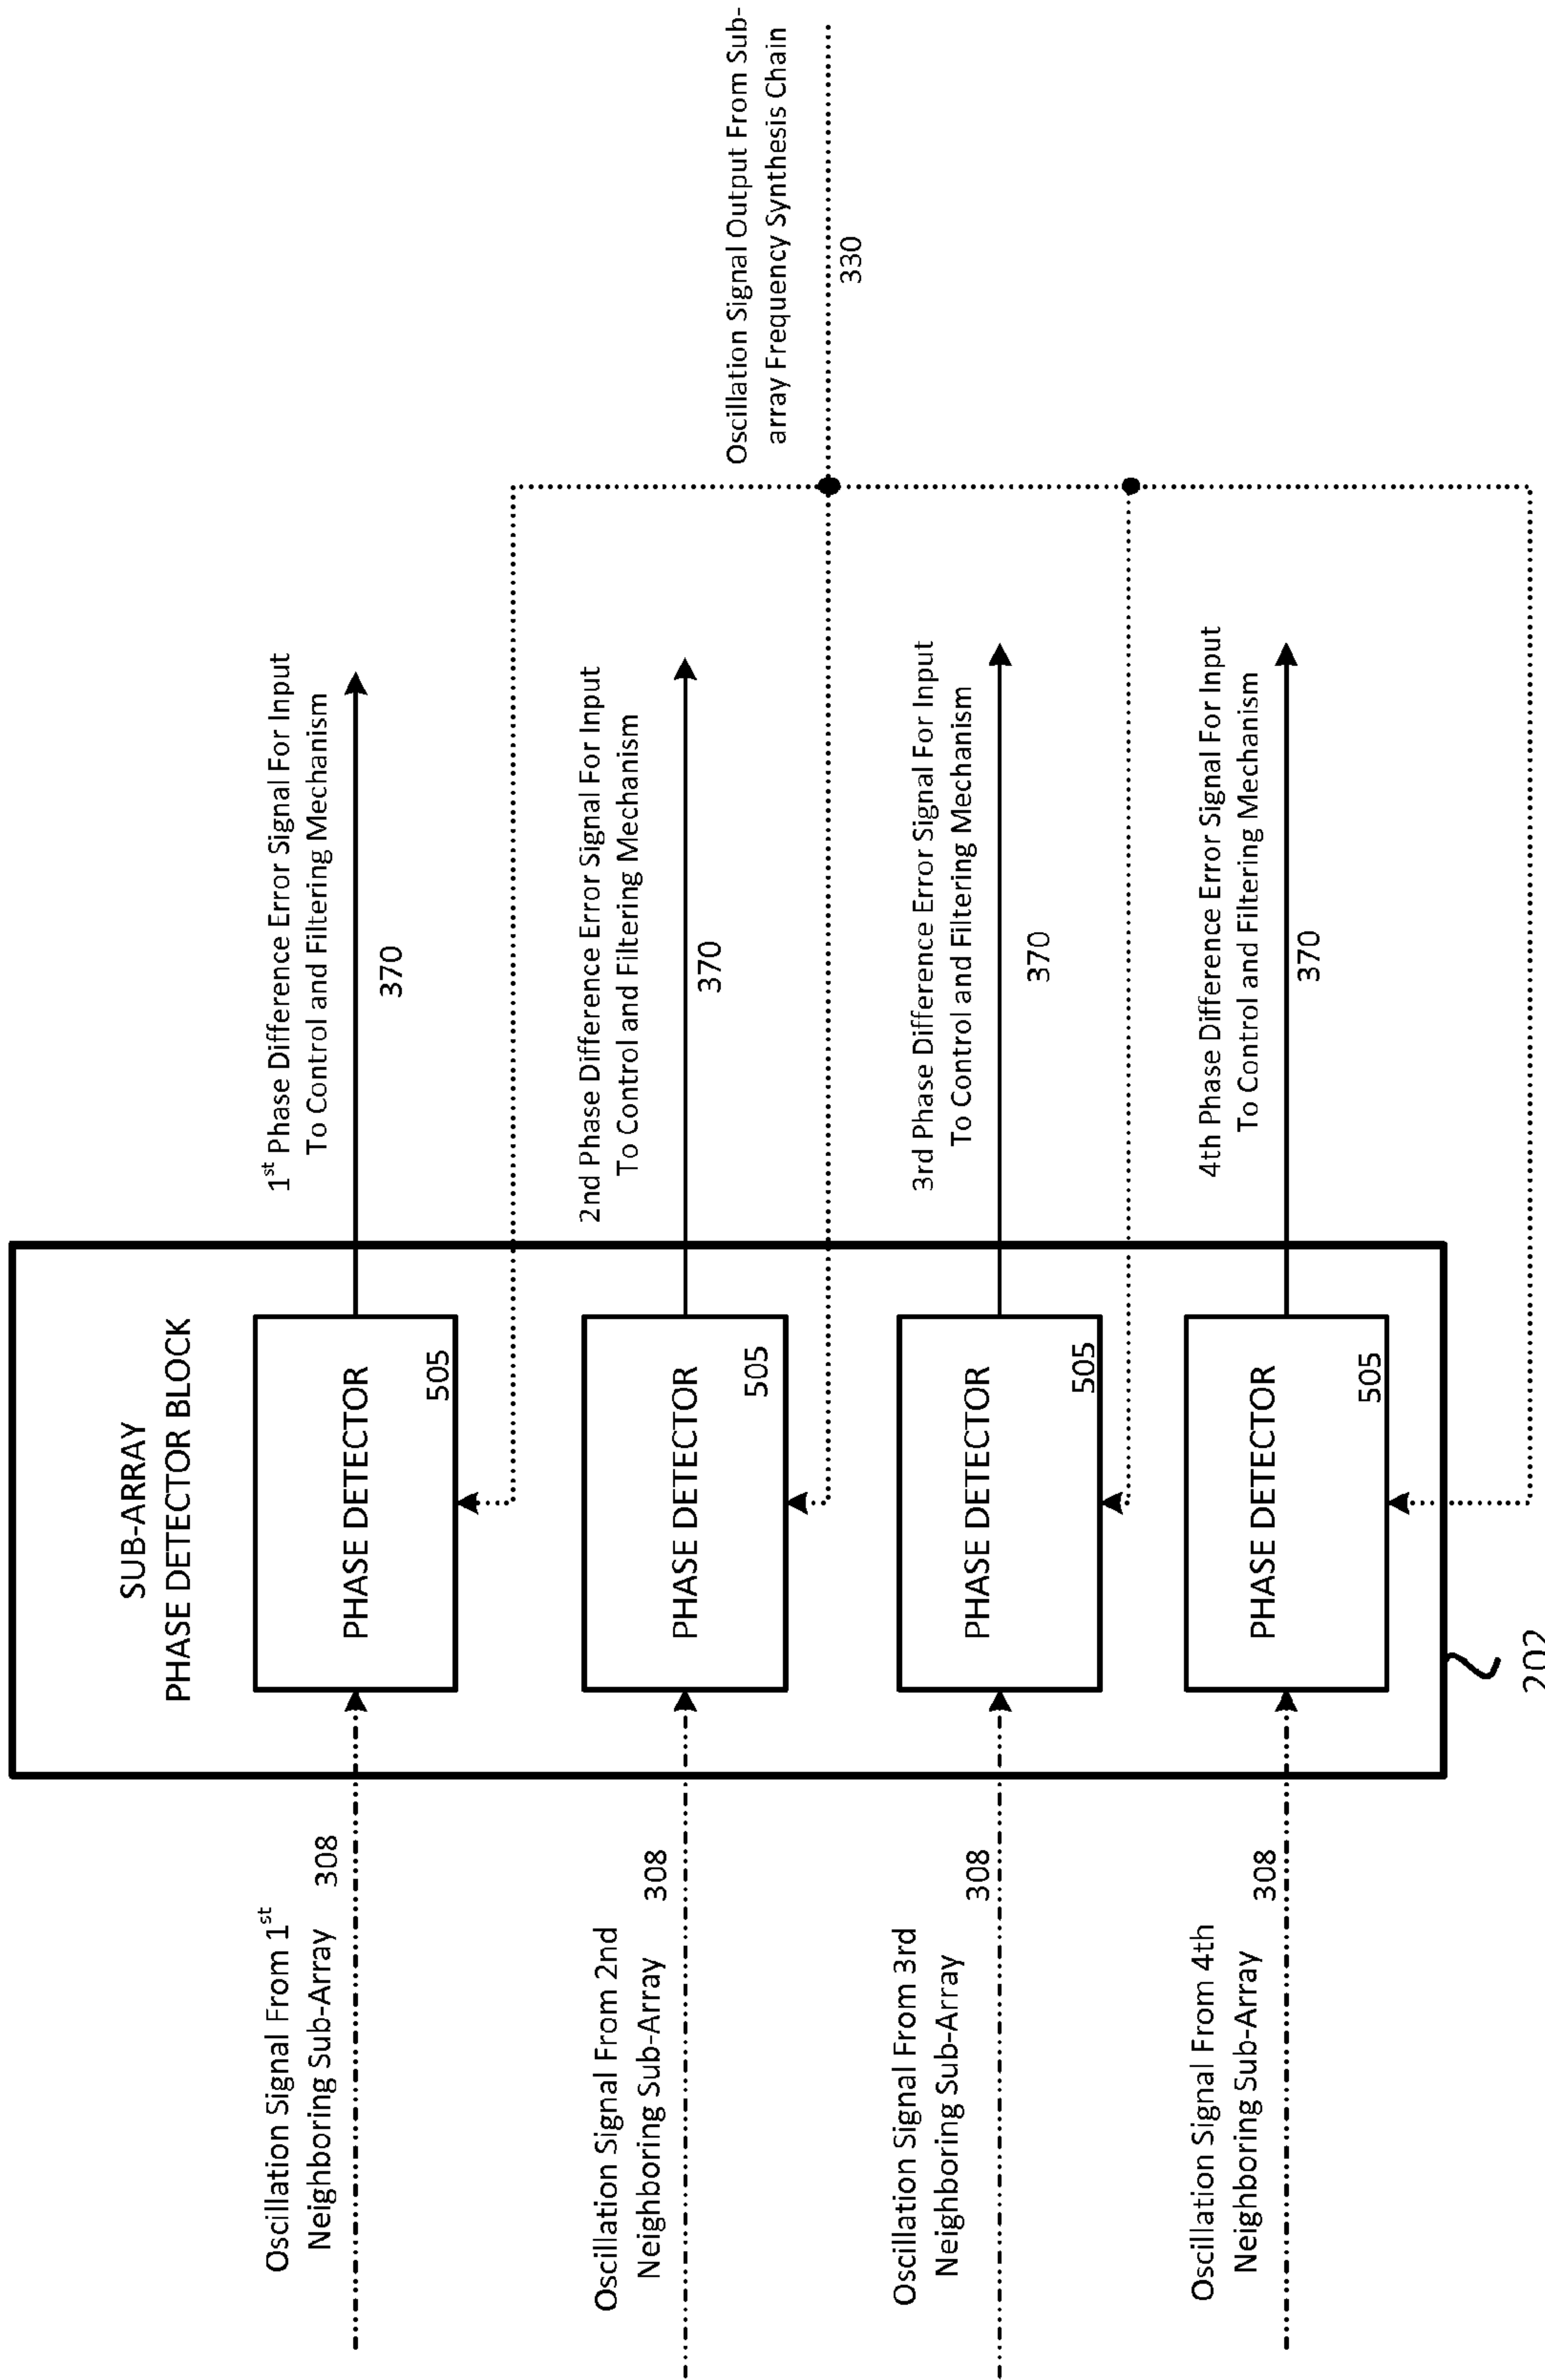 SUB-ARRAY
PHASE DETECTOR BLOCK
Oscillation Signal From 1st
Neighboring Sub-Array
308
PHASE DETECTOR
505
1st Phase Difference Error Signal For Input
To Control and Filtering Mechanism
370
Oscillation Signal From 2nd
Neighboring Sub-Array
308
PHASE DETECTOR
505
2nd Phase Difference Error Signal For Input
To Control and Filtering Mechanism
370
Oscillation Signal Output From Sub-
array Frequency Synthesis Chain
330
Oscillation Signal From 3rd
Neighboring Sub-Array
308
PHASE DETECTOR
505
3rd Phase Difference Error Signal For Input
To Control and Filtering Mechanism
370
Oscillation Signal From 4th
Neighboring Sub-Array
308
PHASE DETECTOR
505
4th Phase Difference Error Signal For Input
To Control and Filtering Mechanism
370
202